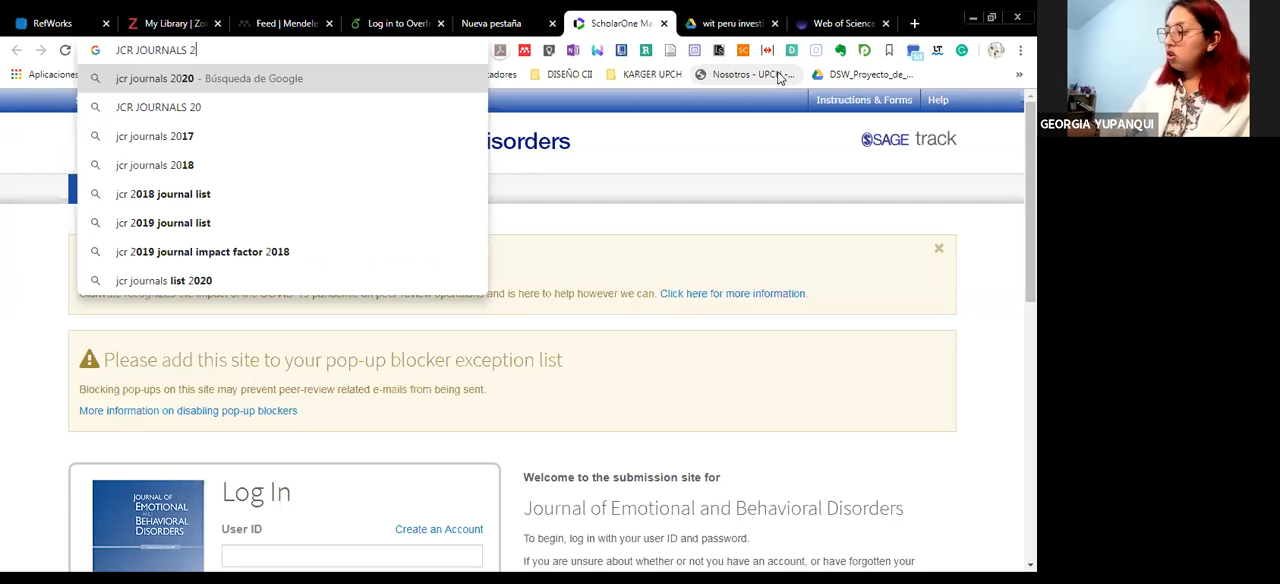 RefWorks
My Library | Zo
Feed | Mendele
Log in to Over
Nueva pestaña
ScholarOne Ma
wit peru investi
Web of Science
JCR JOURNALS 2
Aplicaciones
cadores
DISEÑO CII
KARGER UPCH
Nosotros - UPCH -...
DSW_Proyecto_de_...
»
jcr journals 2020 - Búsqueda de Google
JCR JOURNALS 20
jcr journals 2017
jcr journals 2018
jcr 2018 journal list
jcr 2019 journal list
jcr 2019 journal impact factor 2018
jcr journals list 2020
Instructions & Forms
Help
isorders
SAGE track
GEORGIA YUPANQUI
and is here to help however we can. Click here for more information.
Please add this site to your pop-up blocker exception list
Blocking pop-ups on this site may prevent peer-review related e-mails from being sent.
More information on disabling pop-up blockers
JOURNAL OF
EMOTIONAL
AND
BEHAVIORAL
DISORDERS
Log In
User ID
Create an Account
Welcome to the submission site for
Journal of Emotional and Behavioral Disorders
To begin, log in with your user ID and password.
If you are unsure about whether or not you have an account, or have forgotten your